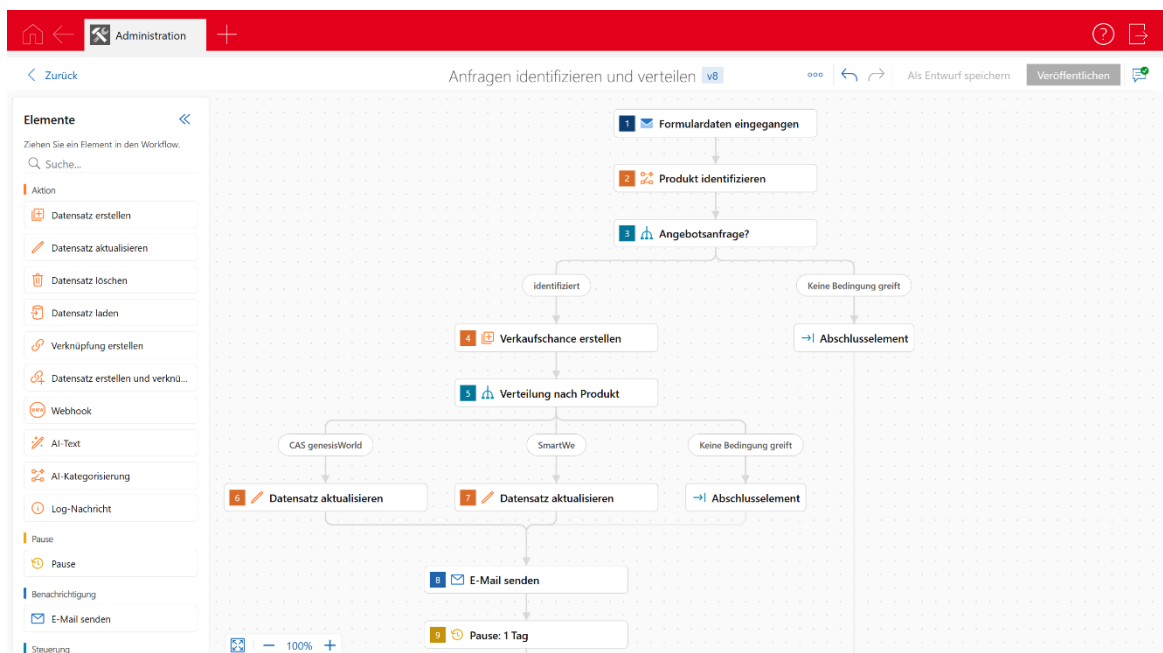 Administration
Zurück
Anfragen identifizieren und verteilen v8
Als Entwurf speichern
Veröffentlichen
Elemente
Ziehen Sie ein Element in den Workflow.
Suche...
Aktion
Datensatz erstellen
Datensatz aktualisieren
Datensatz löschen
Datensatz laden
Verknüpfung erstellen
Datensatz erstellen und verknü...
Webhook
AI-Text
AI-Kategorisierung
Log-Nachricht
Pause
Pause
Benachrichtigung
E-Mail senden
Steuerung
1 Formulardaten eingegangen
2 Produkt identifizieren
3 Angebotsanfrage?
identifiziert
Keine Bedingung greift
4 Verkaufschance erstellen
Abschlusselement
5 Verteilung nach Produkt
CAS genesisWorld
SmartWe
Keine Bedingung greift
6 Datensatz aktualisieren
7 Datensatz aktualisieren
Abschlusselement
8 E-Mail senden
9 Pause: 1 Tag
100%